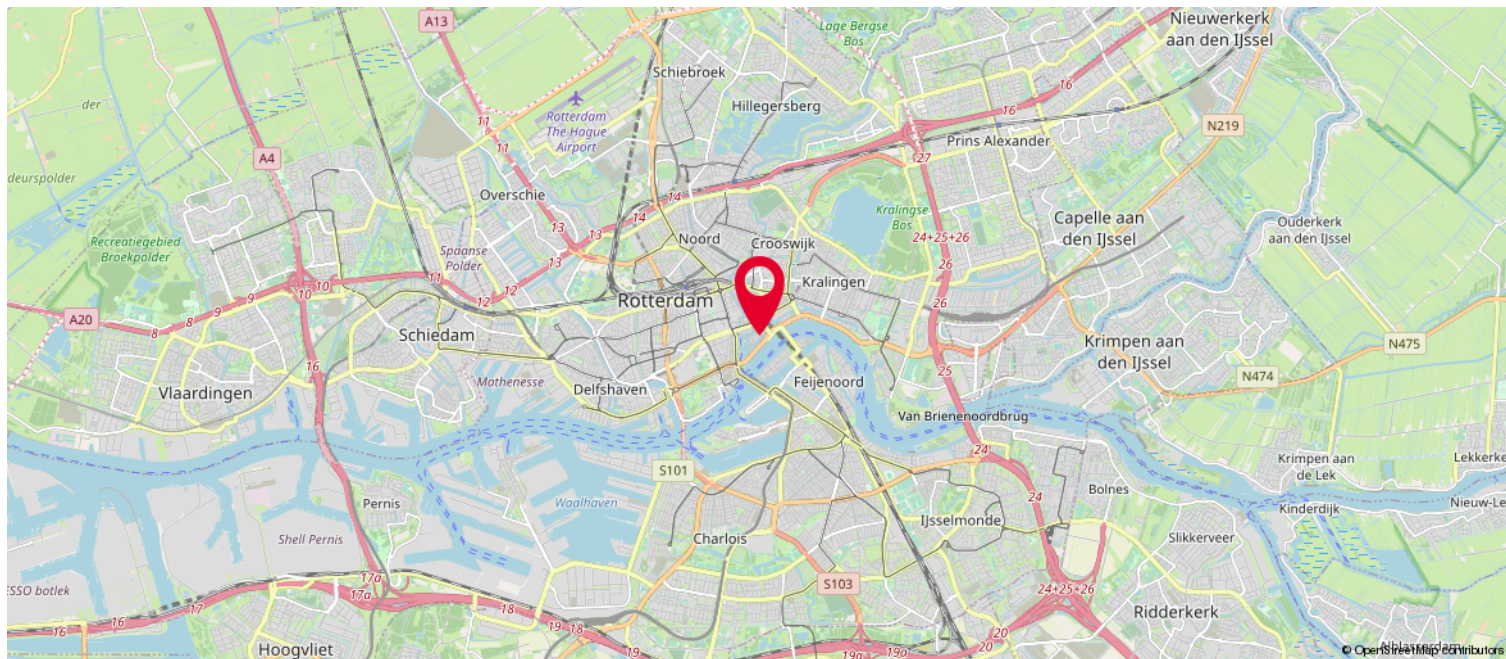 A13
Lage Bergse
Bos
Nieuwerkerk
aan den IJssel
Schiebroek
16
der
Hillegersberg
16
Rotterdam
The Hague
Airport
11
11
N219
Prins Alexander
27
A4
deurspolder
Overschie
14
14
Kralingse
Bos
Capelle aan
den IJssel
Ouderkerk
aan den IJssel
13
13
13
Noord
Crooswijk
24+25+26
Recreatiegebied
Broekpolder
Spaanse
Polder
26
11
12
12
10
10
9
9
8
8
A20
Kralingen
Rotterdam
26
Schiedam
Krimpen aan
den IJssel
N475
16
25
N474
Vlaardingen
Mathenesse
Delfshaven
Feijenoord
Van Brienenoordbrug
24
Krimpen aan
de Lek
Lekkerke
S101
Pernis
Waalhaven
24
Bolnes
Kinderdijk
Nieuw-Le
IJsselmonde
Shell Pernis
Charlois
Slikkerveer
17a
17a
S103
24+25+26
ESSO botlek
17
16
16
18
18
19
Ridderkerk
20
19a
19a
Hoogvliet
Alblasserdam
© OpenStreetMap contributors